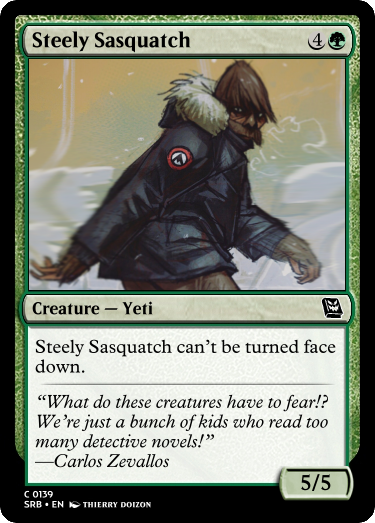 Steely Sasquatch 4
Creature — Yeti
Steely Sasquatch can't be turned face
down.
“What do these creatures have to fear!?
We're just a bunch of kids who read too
many detective novels!”
—Carlos Zevallos
5/5
C 0139
SRB • EN THIERRY DOIZON